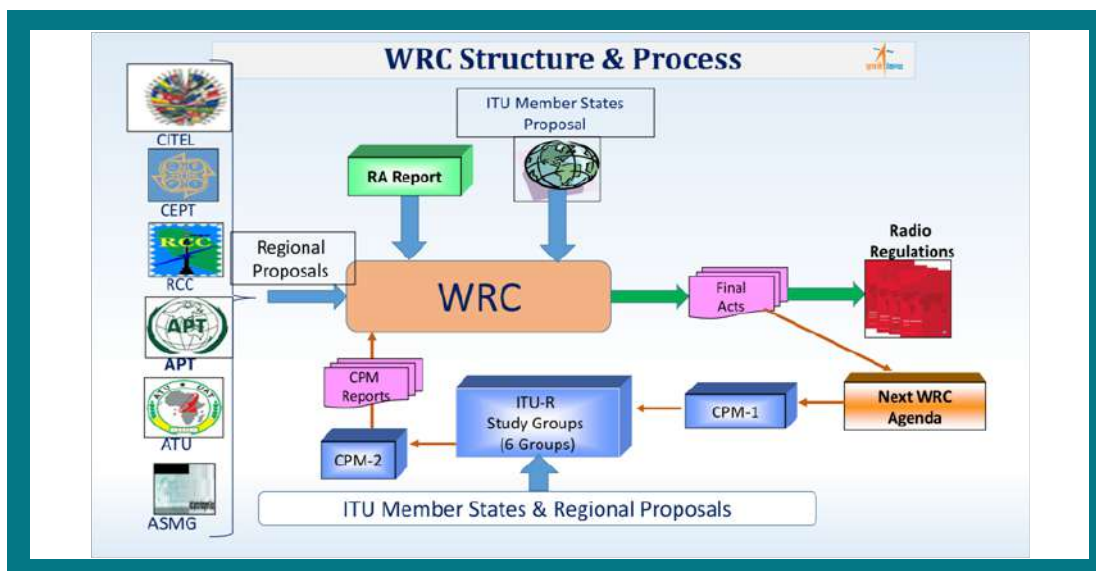 WRC Structure & Process
CITEL
CEPT
RCC
RCC
APT
APT
ATU
ASMG
ITU Member States
Proposal
RA Report
Regional
Proposals
WRC
Final
Acts
Radio
Regulations
CPM
Reports
CPM-2
ITU-R
Study Groups
(6 Groups)
CPM-1
Next WRC
Agenda
ITU Member States & Regional Proposals